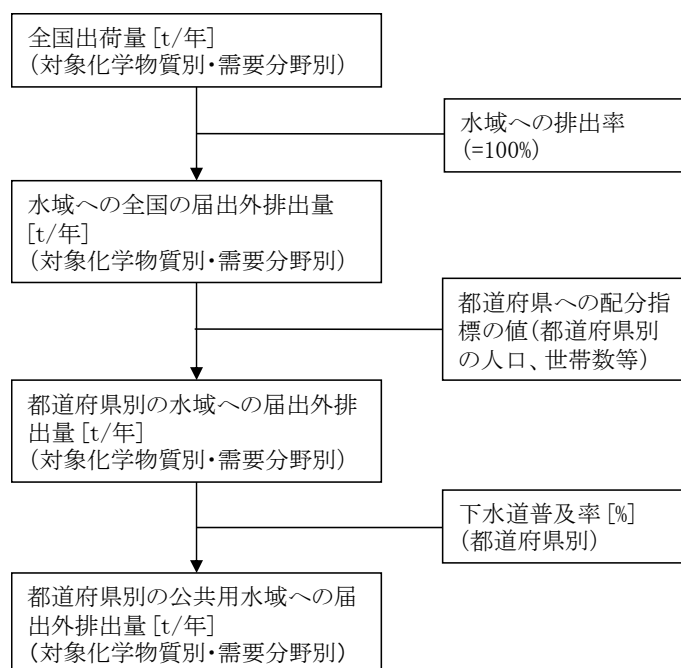 全国出荷量[t/年]
(対象化学物質別・需要分野別)
水域への排出率
(=100%)
水域への全国の届出外排出量
[t/年]
(対象化学物質別・需要分野別)
都道府県への配分指
標の値(都道府県別
の人口、世帯数等)
都道府県別の水域への届出外排
出量[t/年]
(対象化学物質別・需要分野別)
下水道普及率[%]
(都道府県別)
都道府県別の公共用水域への届
出外排出量[t/年]
(対象化学物質別・需要分野別)